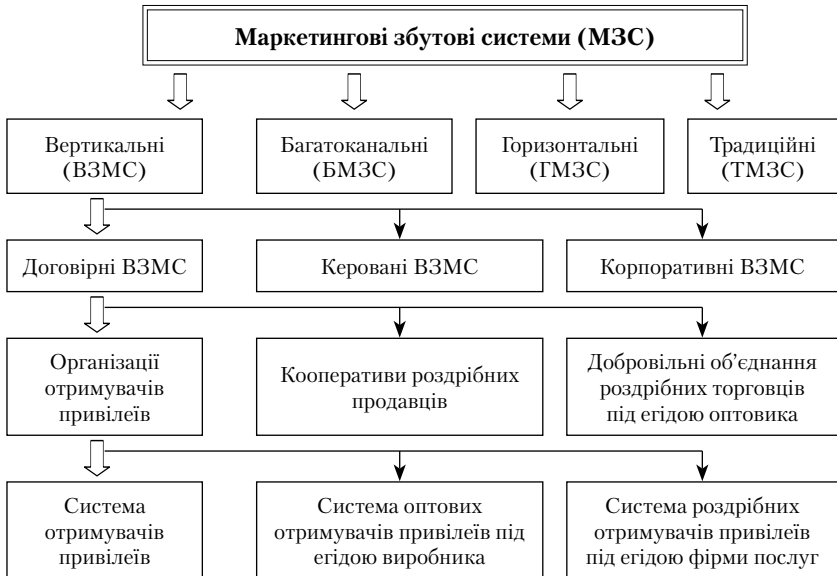 Маркетингові збутові системи (МЗС)
Вертикальні
(ВЗМС)
Багатоканальні
(БМЗС)
Горизонтальні
(ГМЗС)
Традиційні
(ТМЗС)
Договірні ВЗМС
Керовані ВЗМС
Корпоративні ВЗМС
Організації
отримувачів
привілеїв
Кооперативи роздрібних
продавців
Добровільні об’єднання
роздрібних торговців
під егідою оптовика
Система
отримувачів
привілеїв
Система оптових
отримувачів привілеїв під
егідою виробника
Система роздрібних
отримувачів привілеїв
під егідою фірми послуг